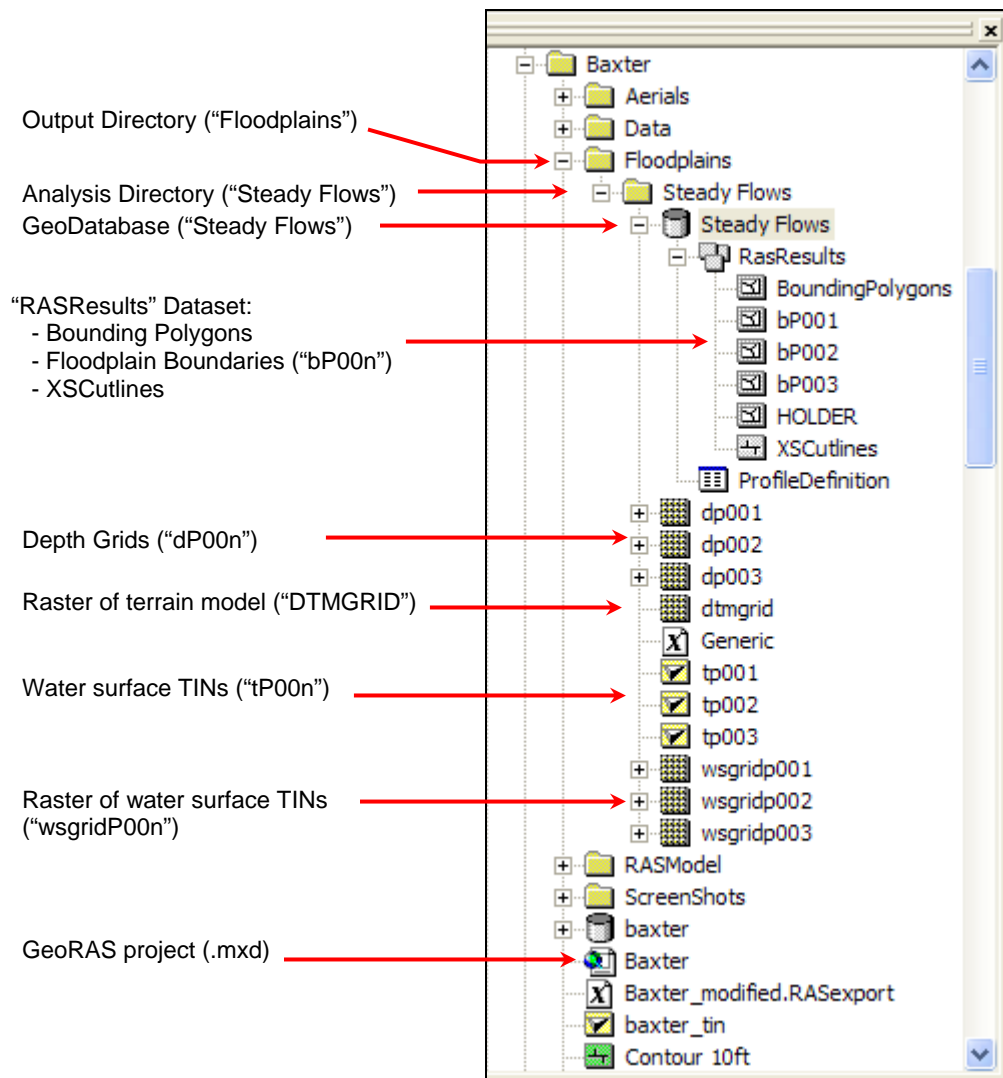 Output Directory (“Floodplains”)
Analysis Directory (“Steady Flows”)
GeoDatabase (“Steady Flows”)
“RASResults” Dataset:
- Bounding Polygons
- Floodplain Boundaries (“bP00n”)
- XSCutlines
Depth Grids (“dP00n”)
Raster of terrain model (“DTMGRID”)
Water surface TINs (“tP00n”)
Raster of water surface TINs
(“wsgridP00n”)
GeoRAS project (.mxd)
Baxter
Aerials
Data
Floodplains
Steady Flows
Steady Flows
RasResults
BoundingPolygons
bP001
bP002
bP003
HOLDER
XSCutlines
ProfileDefinition
dp001
dp002
dp003
dtmgrid
Generic
tp001
tp002
tp003
wsgridp001
wsgridp002
wsgridp003
RASModel
ScreenShots
baxter
Baxter
Baxter_modified.RASexport
baxter_tin
Contour 10ft